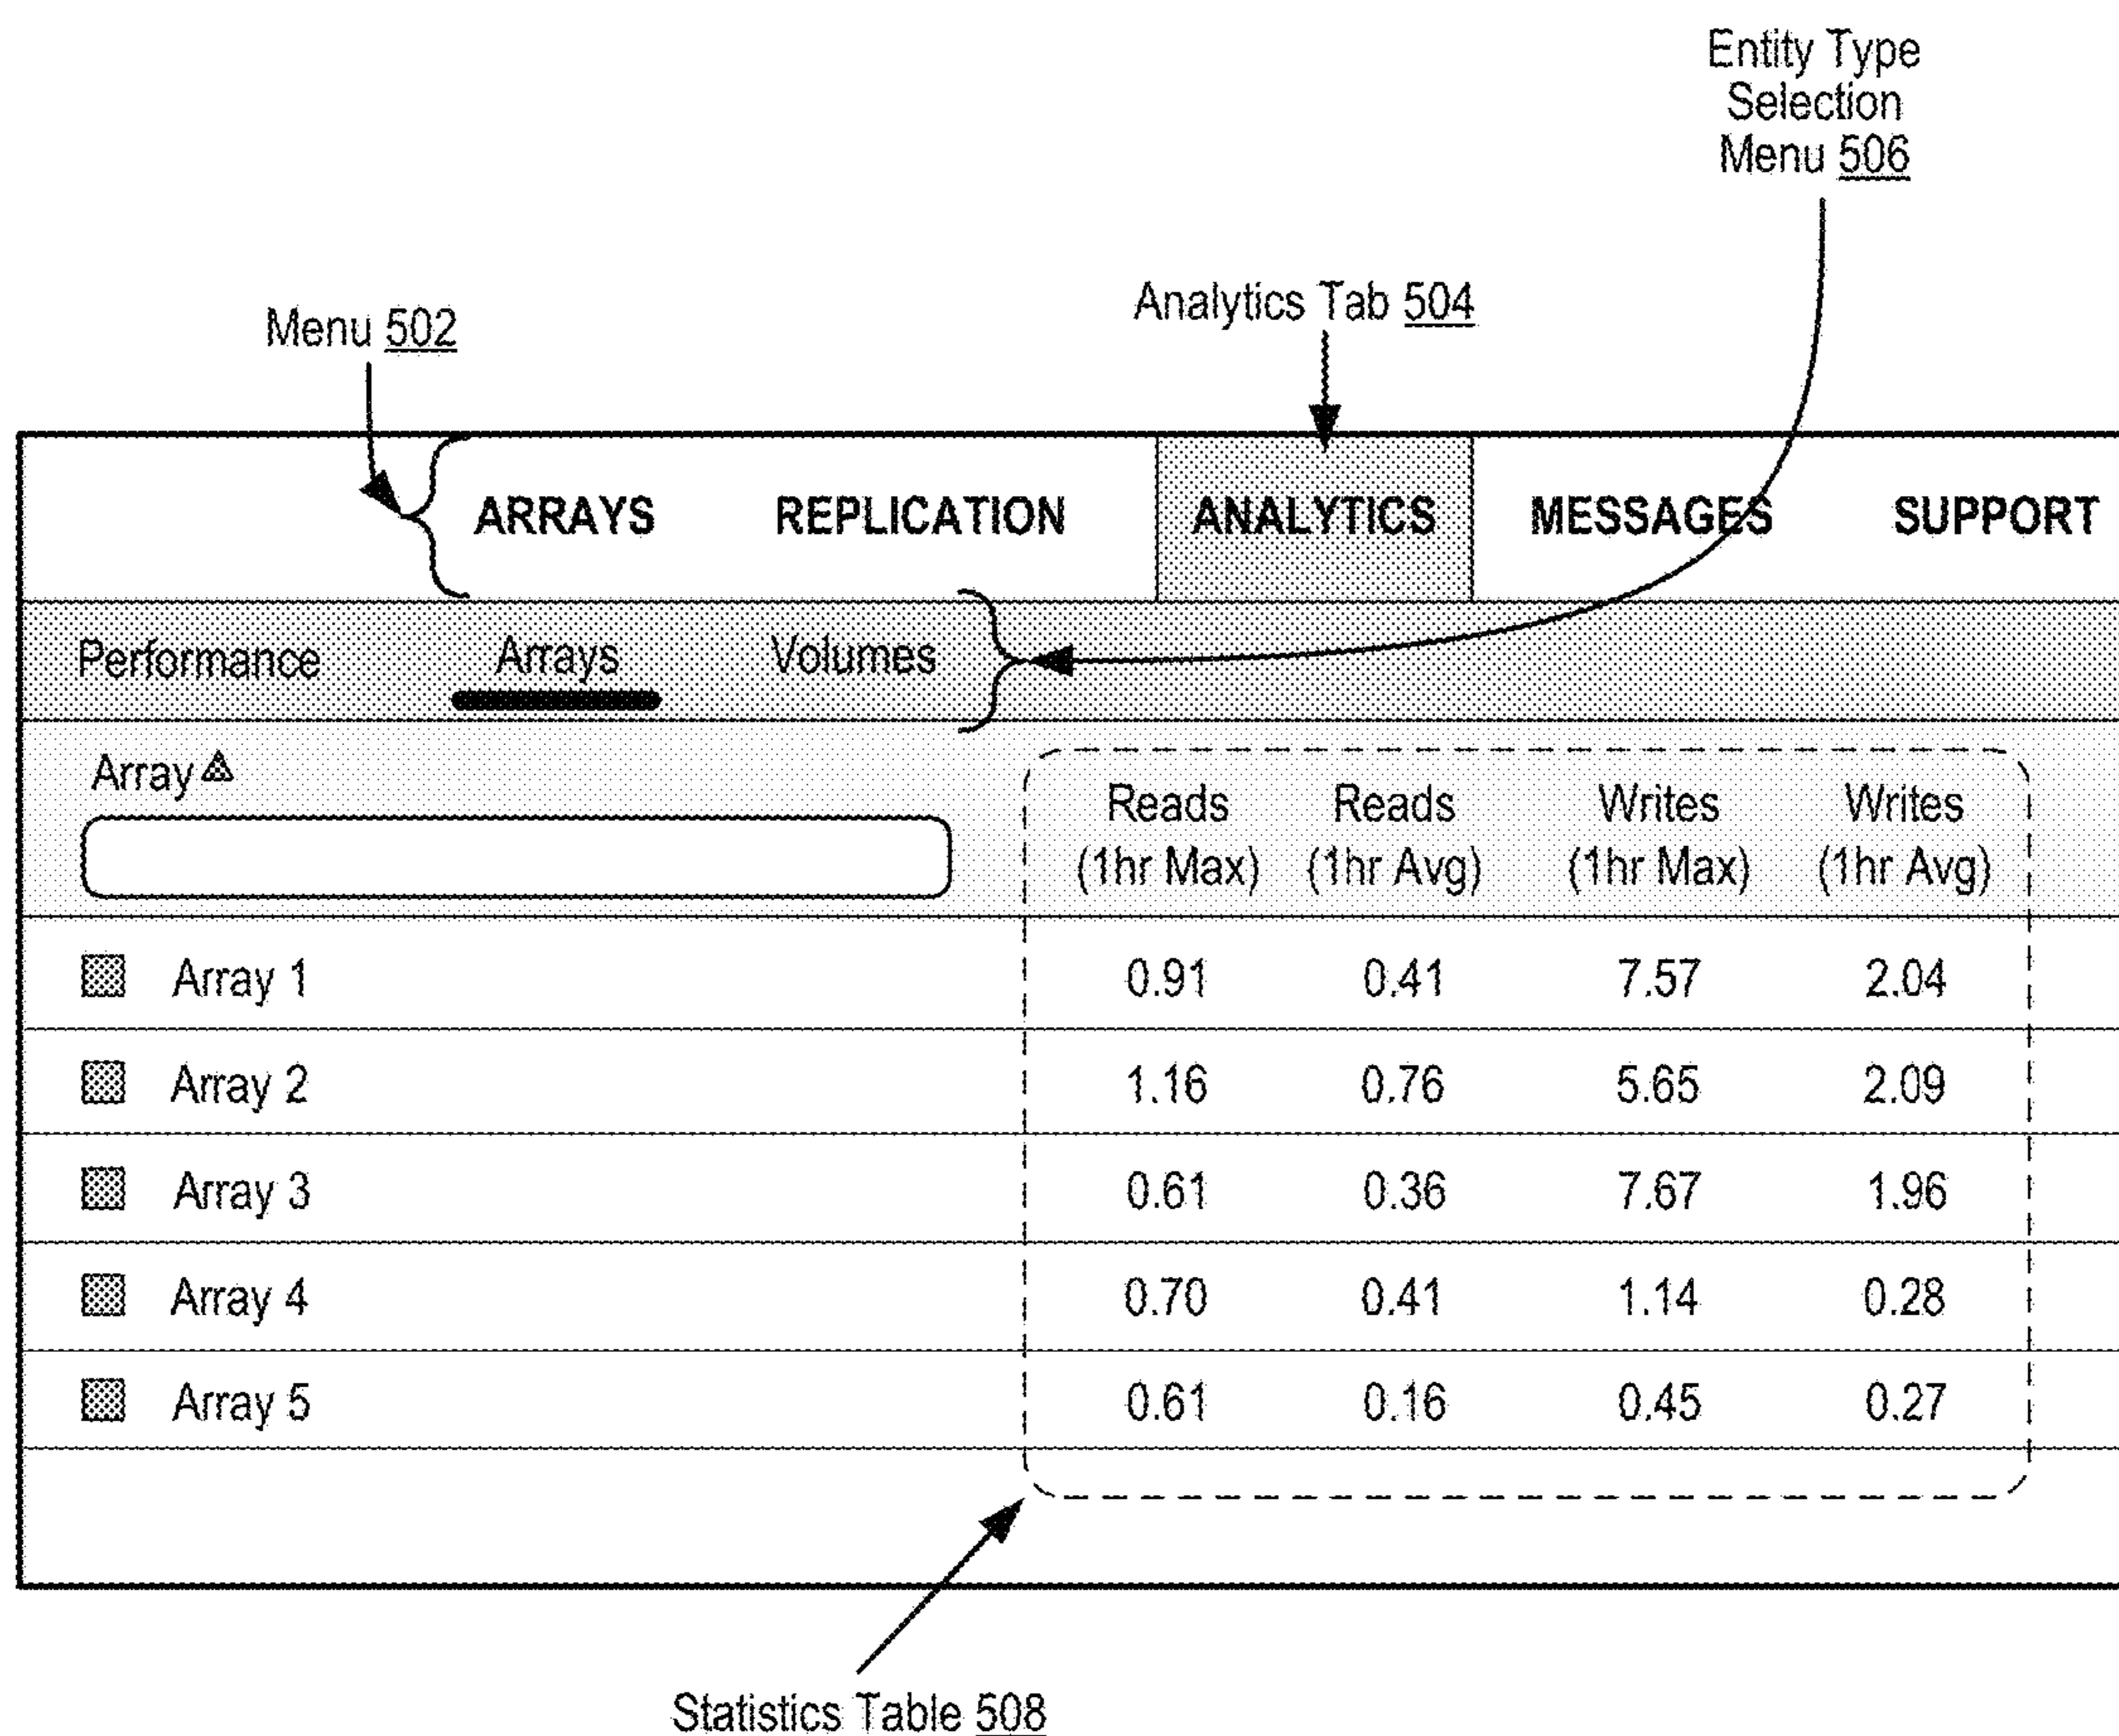 Entity Type
Selection
Menu 506
Analytics Tab 504
Menu 502
ARRAYS REPLICATION ANALYTICS MESSAGES SUPPORT
Performance Arrays Volumes
Array
Reads Reads Writes Writes
(1hr Max) (1hr Avg) (1hr Max) (1hr Avg)
Array 1 0.91 0.41 7.57 2.04
Array 2 1.16 0.76 5.65 2.09
Array 3 0.61 0.36 7.67 1.96
Array 4 0.70 0.41 1.14 0.28
Array 5 0.61 0.16 0.45 0.27
Statistics Table 508